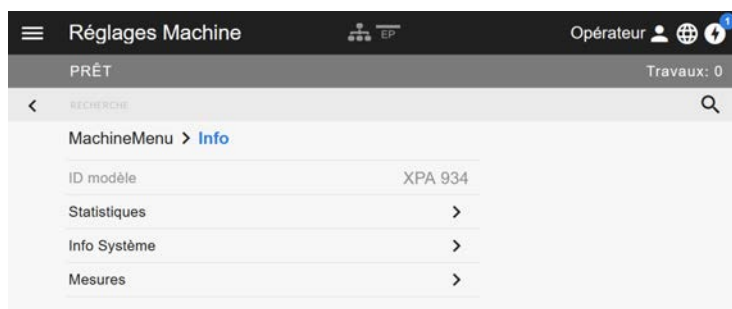 Réglages Machine EP Opérateur 1
PRÊT Travaux: 0
RECHERCHE
MachineMenu > Info
ID modèle XPA 934
Statistiques >
Info Système >
Mesures >